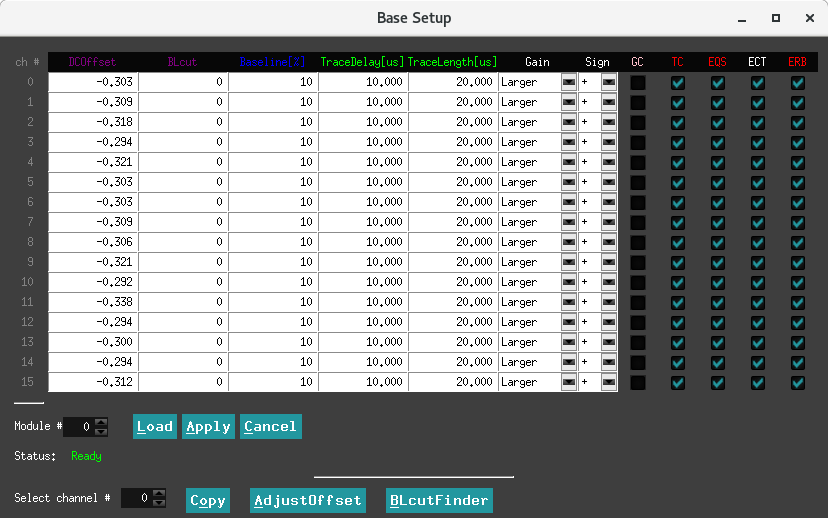 Base Setup
ch # DCOffset BLcut Baseline[%] TraceDelay[us] TraceLength[us] Gain Sign GC TC EQS ECT ERB
0 -0.303 0 10 10.000 20.000 Larger +
1 -0.309 0 10 10.000 20.000 Larger +
2 -0.318 0 10 10.000 20.000 Larger +
3 -0.294 0 10 10.000 20.000 Larger +
4 -0.321 0 10 10.000 20.000 Larger +
5 -0.303 0 10 10.000 20.000 Larger +
6 -0.303 0 10 10.000 20.000 Larger +
7 -0.309 0 10 10.000 20.000 Larger +
8 -0.306 0 10 10.000 20.000 Larger +
9 -0.321 0 10 10.000 20.000 Larger +
10 -0.292 0 10 10.000 20.000 Larger +
11 -0.338 0 10 10.000 20.000 Larger +
12 -0.294 0 10 10.000 20.000 Larger +
13 -0.300 0 10 10.000 20.000 Larger +
14 -0.294 0 10 10.000 20.000 Larger +
15 -0.312 0 10 10.000 20.000 Larger +
Module # 0 Load Apply Cancel
Status: Ready
Select channel # 0 Copy AdjustOffset BLcutFinder